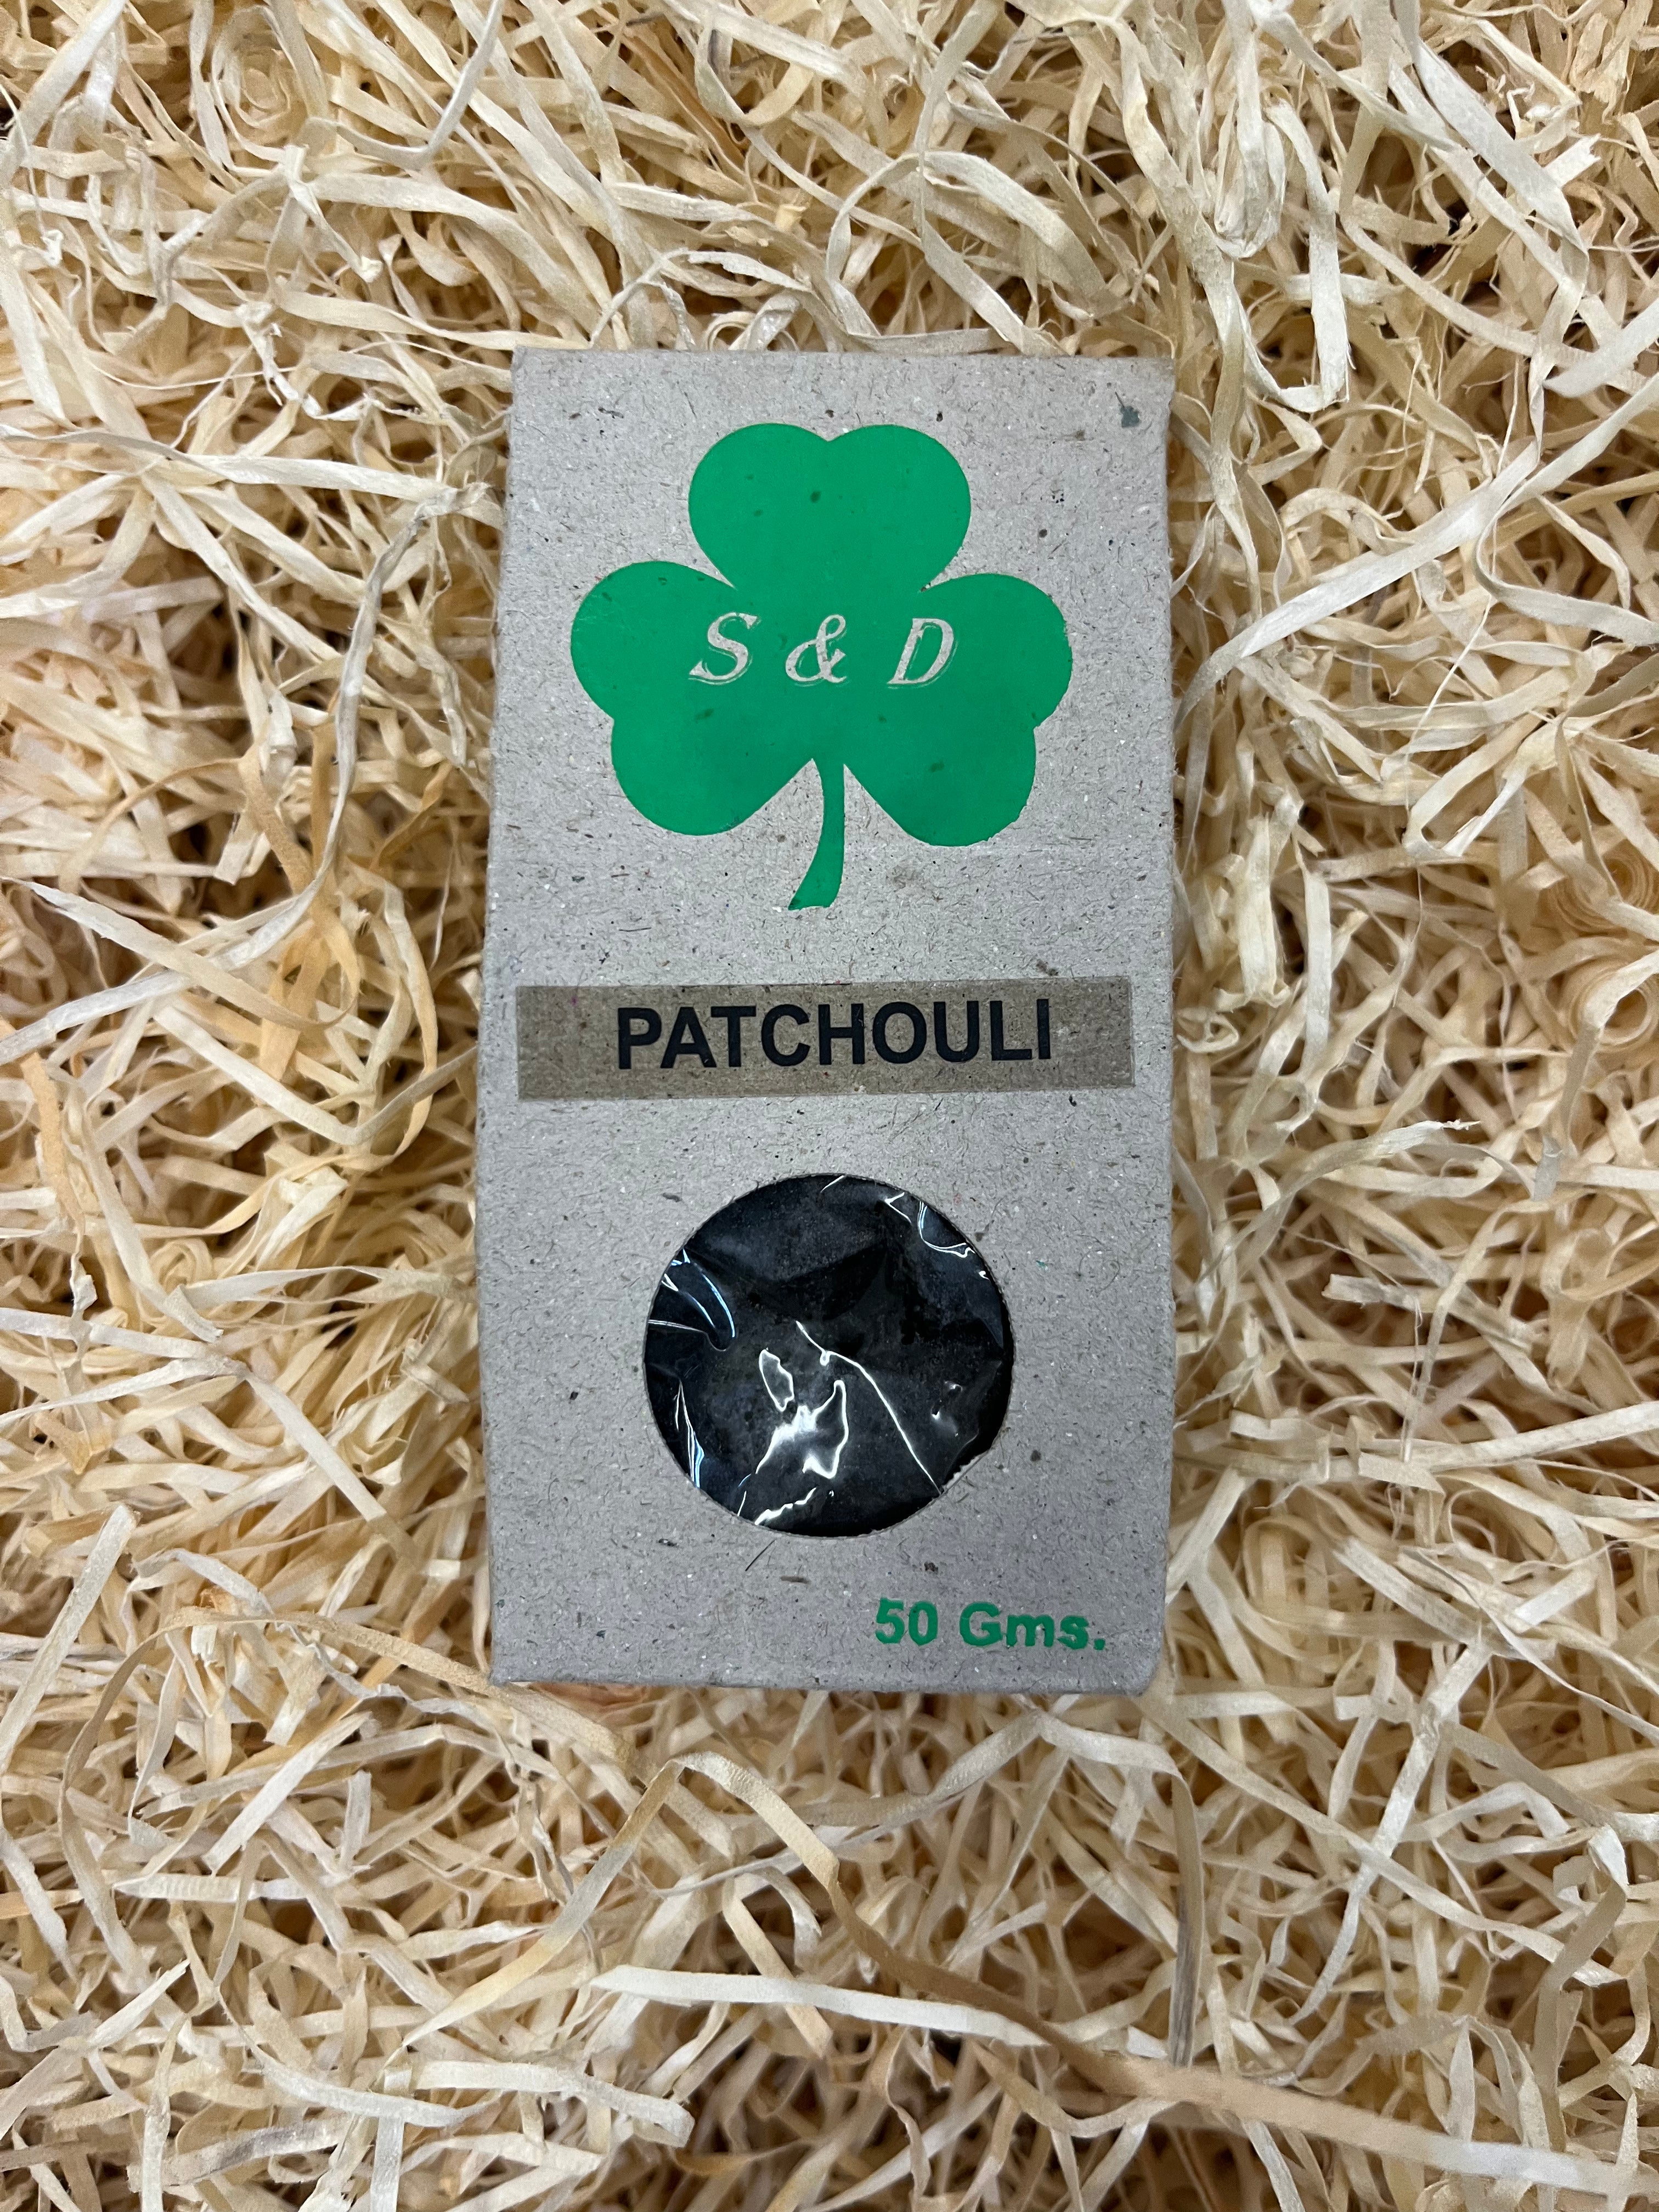 S & D
PATCHOULI
50 Gms.